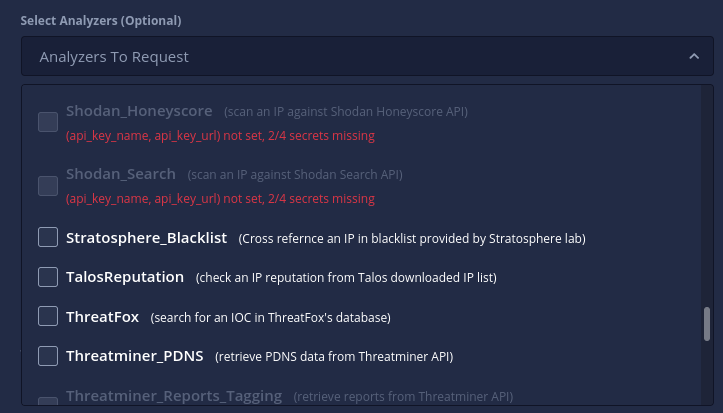 Select Analyzers (Optional)
Analyzers To Request
Shodan_Honeyscore (scan an IP against Shodan Honeyscore API)
(api_key_name, api_key_url) not set, 2/4 secrets missing
Shodan_Search (scan an IP against Shodan Search API)
(api_key_name, api_key_url) not set, 2/4 secrets missing
Stratosphere_Blacklist (Cross refernce an IP in blacklist provided by Stratosphere lab)
TalosReputation (check an IP reputation from Talos downloaded IP list)
ThreatFox (search for an IOC in ThreatFox's database)
Threatminer_PDNS (retrieve PDNS data from Threatminer API)
Threatminer_Reports_Tagging (retrieve reports from Threatminer API)